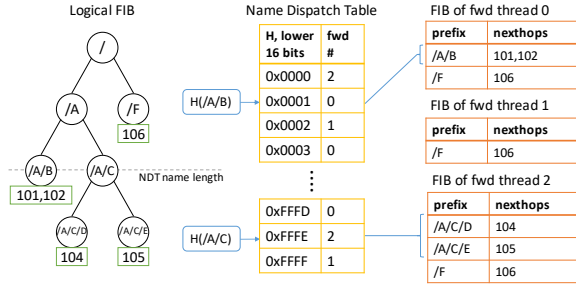 Logical FIB
/
/A
/F
106
/A/B
/A/C
NDT name length
101,102
/A/C/D
/A/C/E
104
105
Name Dispatch Table
H, lower 16 bits
fwd #
0x0000 2
0x0001 0
0x0002 1
0x0003 0
0xFFFD 0
0xFFFE 2
0xFFFF 1
H(/A/B)
H(/A/C)
FIB of fwd thread 0
prefix nexthops
/A/B 101,102
/F 106
FIB of fwd thread 1
prefix nexthops
/F 106
FIB of fwd thread 2
prefix nexthops
/A/C/D 104
/A/C/E 105
/F 106